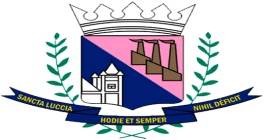 SANCTA LUCCIA
HODIE ET SEMPER
NIHIL DEFICIT